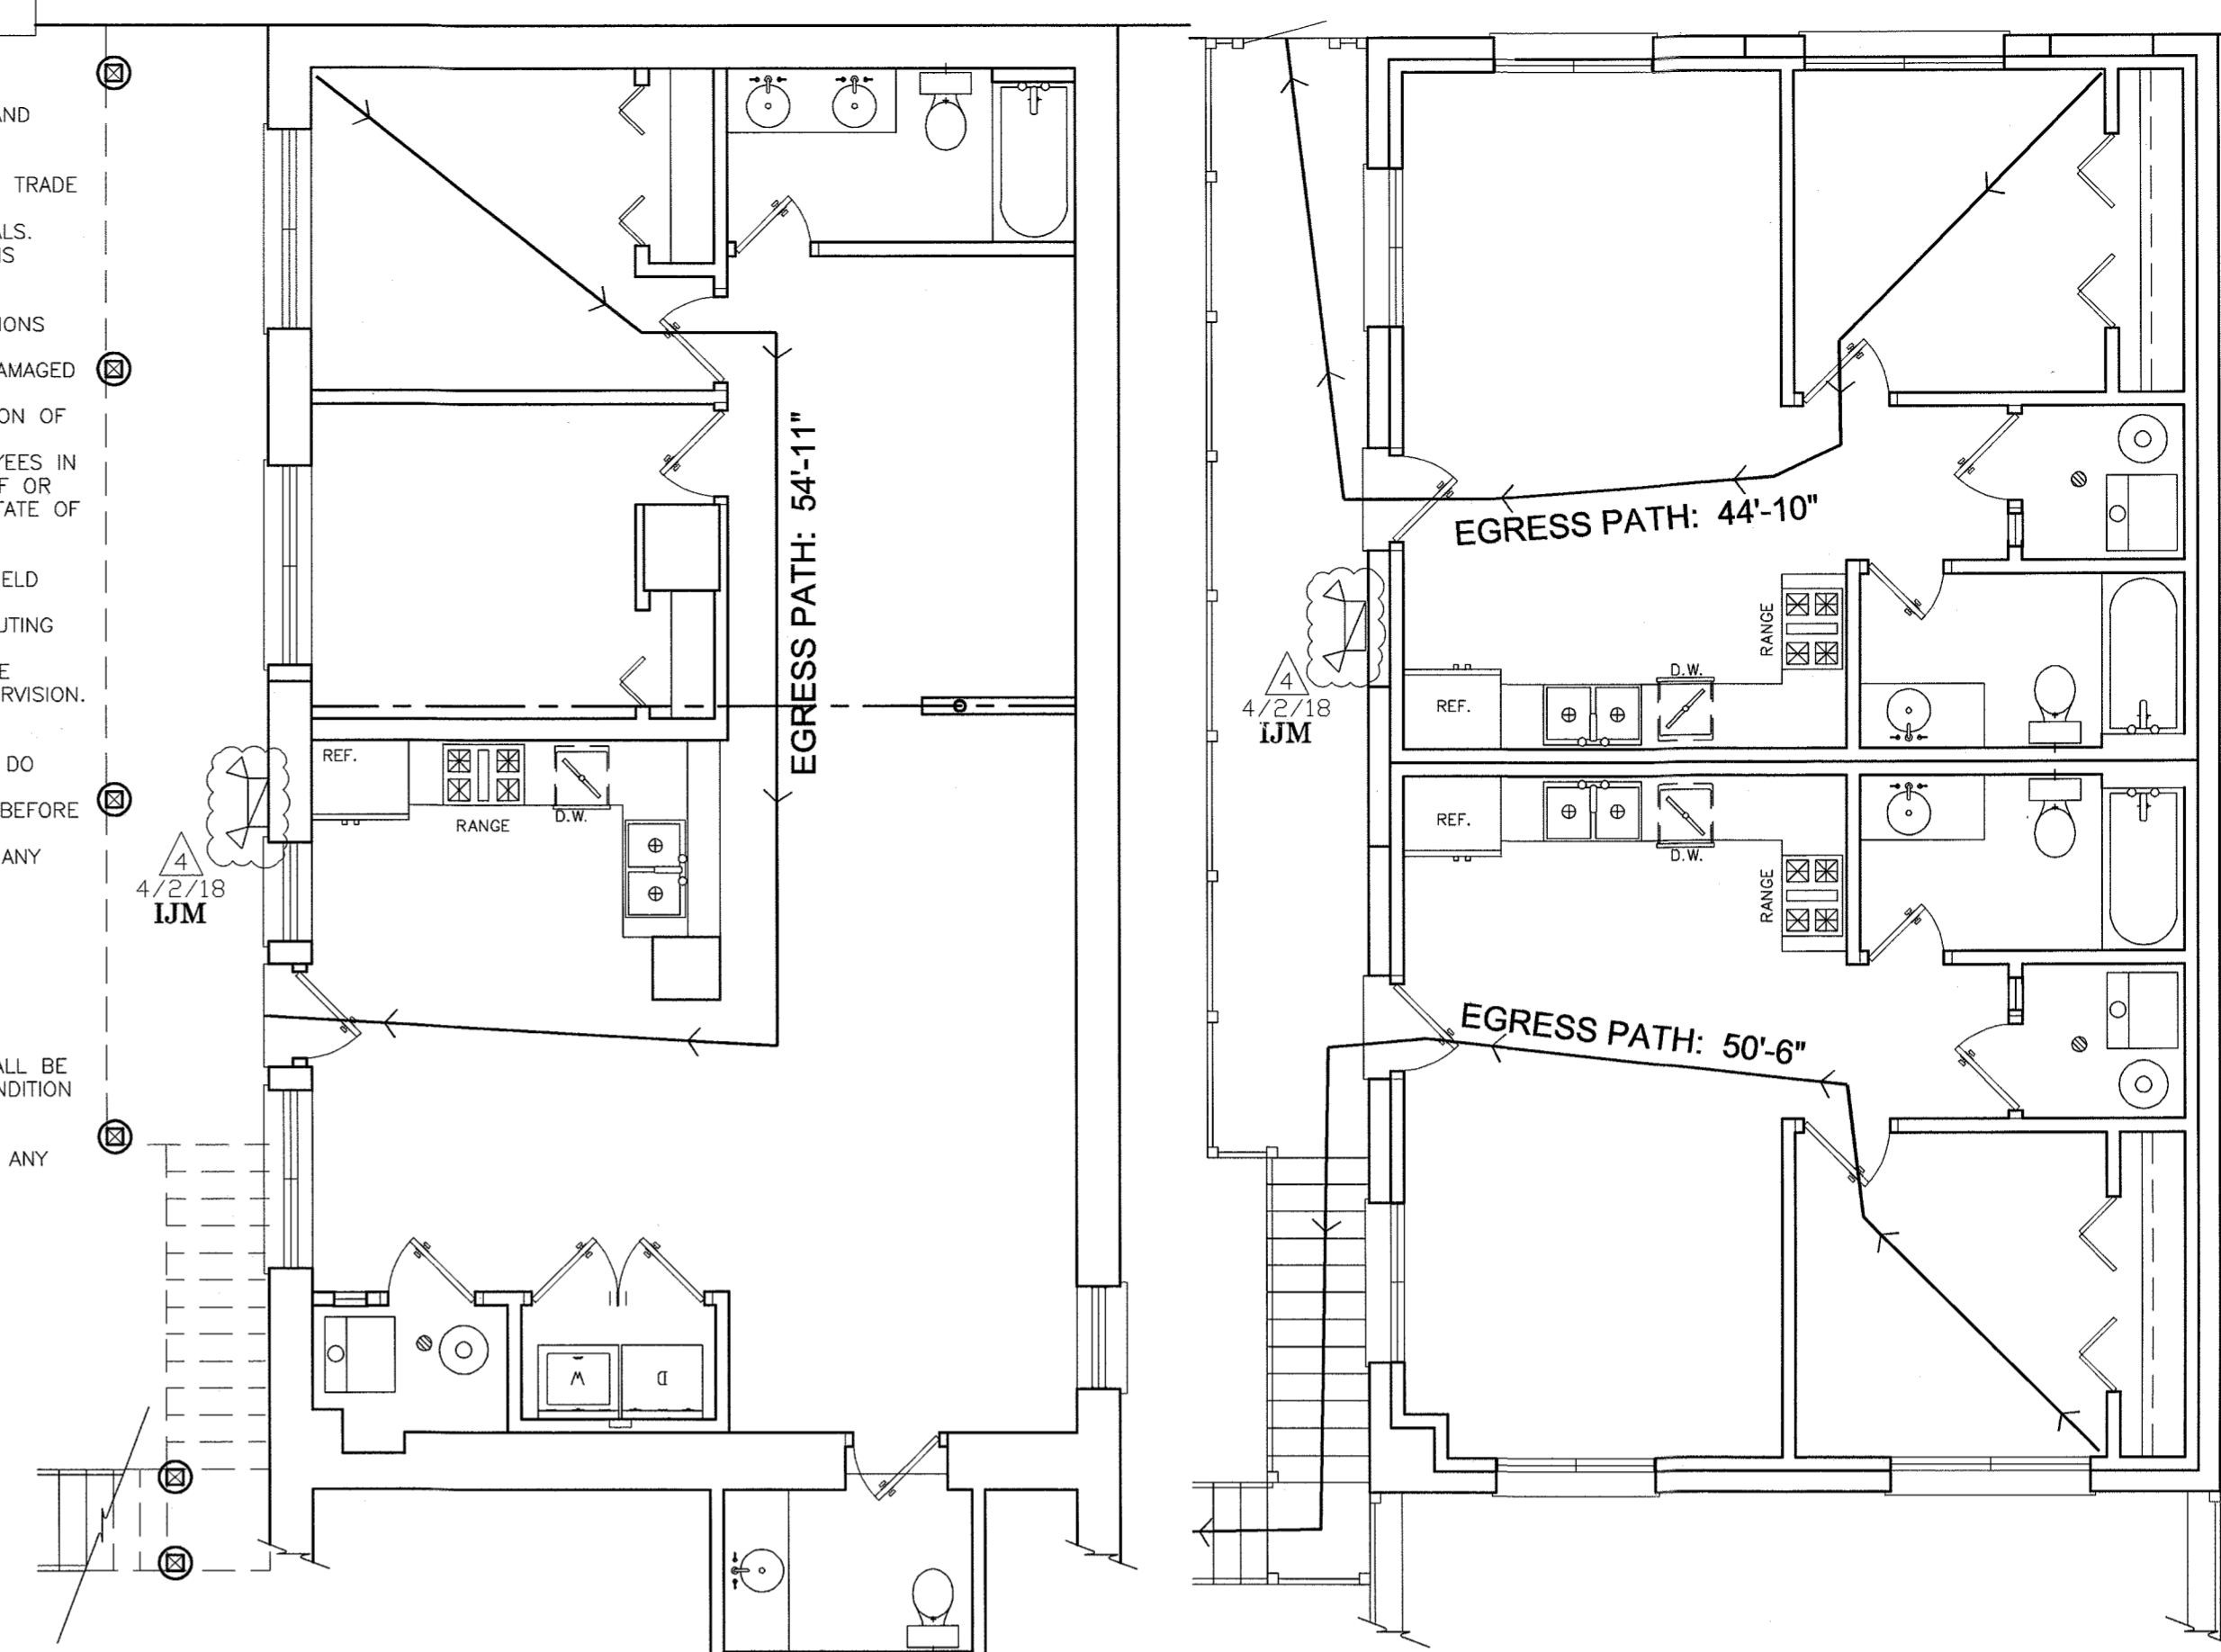 AND
TRADE
ALS.
IS
IONS
AMAGED
ON OF
YEES IN
F OR
TATE OF
ELD
UTING
E
RVISION.
DO
BEFORE
ANY
ALL BE
NDITION
ANY
4
4/2/18
IJM
REF.
RANGE
D.W.
EGRESS PATH: 54'-11"
W
D
4
4/2/18
IJM
EGRESS PATH: 44'-10"
RANGE
D.W.
REF.
REF.
D.W.
RANGE
EGRESS PATH: 50'-6"